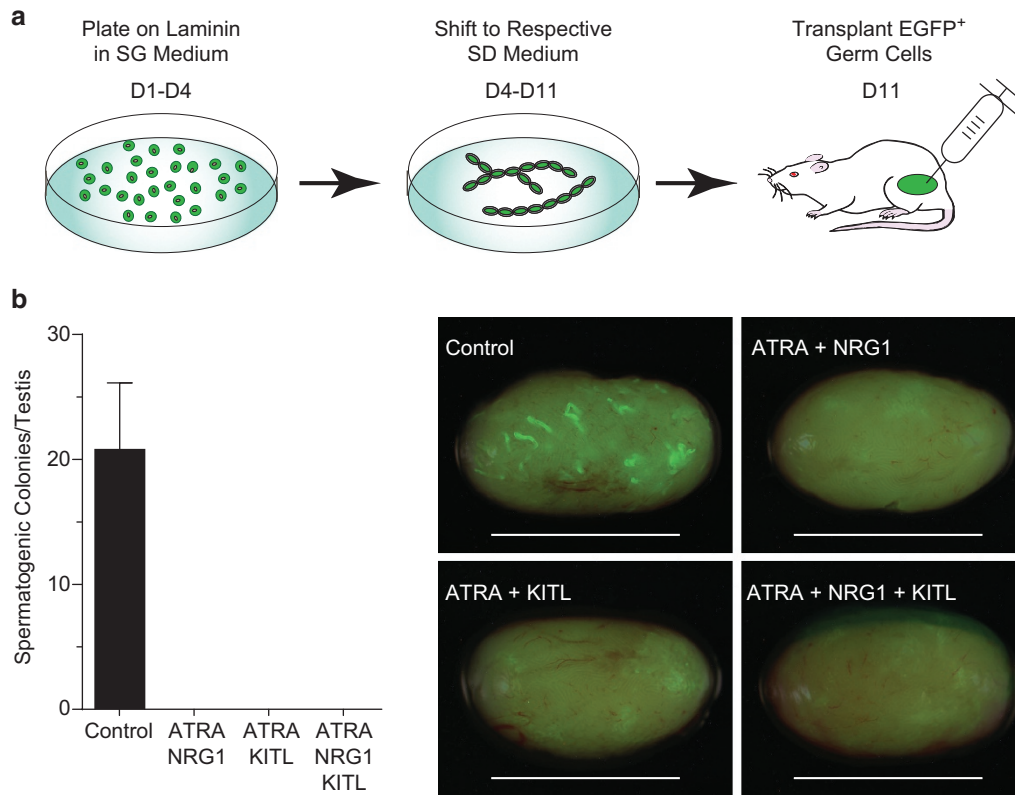 a
Plate on Laminin
in SG Medium
D1-D4
Shift to Respective
SD Medium
D4-D11
Transplant EGFP⁺
Germ Cells
D11
b
Spermatogenic Colonies/Testis
30
20
10
0
Control
ATRA
NRG1
ATRA
KITL
ATRA
NRG1
KITL
Control
ATRA + NRG1
ATRA + KITL
ATRA + NRG1 + KITL